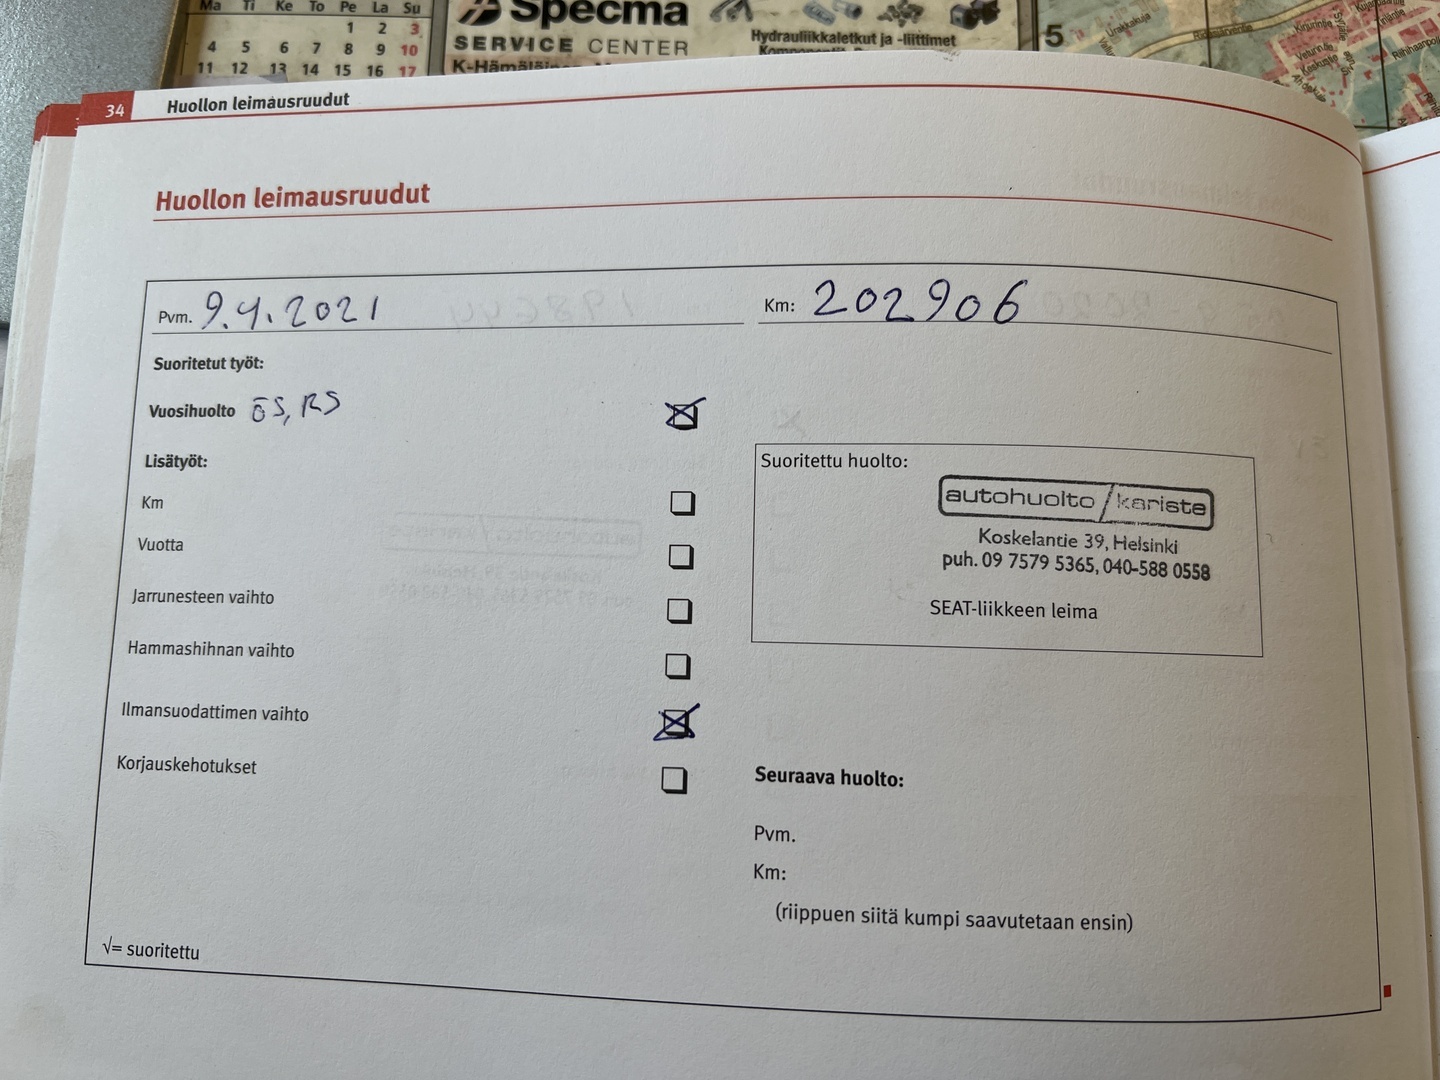 Ma Ti Ke To Pe La Su
1 2 3
4 5 6 7 8 9 10
11 12 13 14 15 16 17
Specma
SERVICE CENTER
Hydrauliikkaletkut ja -liittimet
5
Urakkakuja
Ridasjärventie
34 Huollon leimausruudut
Huollon leimausruudut
Pvm. 9.4.2021
Km: 202906
Suoritetut työt:
Vuosihuolto ÖS, RS
Lisätyöt:
Km
Vuotta
Jarrunesteen vaihto
Hammashihnan vaihto
Ilmansuodattimen vaihto
Korjauskehotukset
√= suoritettu
Suoritettu huolto:
autohuolto/kariste
Koskelantie 39, Helsinki
puh. 09 7579 5365, 040-588 0558
SEAT-liikkeen leima
Seuraava huolto:
Pvm.
Km:
(riippuen siitä kumpi saavutetaan ensin)